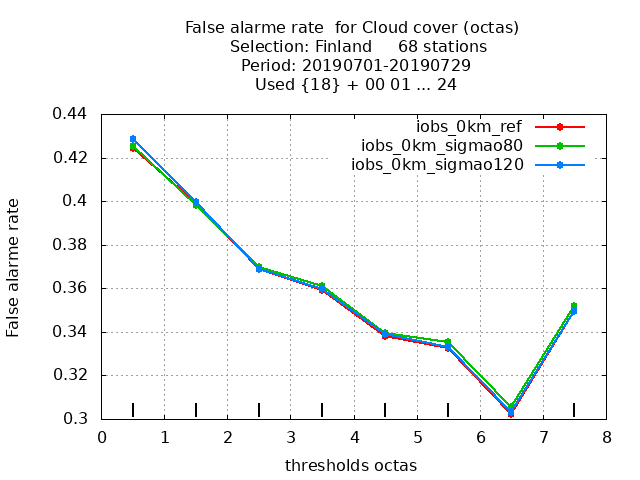 False alarme rate  for Cloud cover (octas)
Selection: Finland     68 stations
Period: 20190701-20190729
Used {18} + 00 01 ... 24
iobs_0km_ref
iobs_0km_sigmao80
iobs_0km_sigmao120
False alarme rate
0.44
0.42
0.4
0.38
0.36
0.34
0.32
0.3
0 1 2 3 4 5 6 7 8
thresholds octas